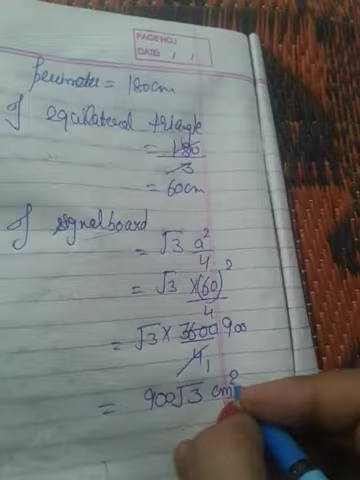 PAGE NO.:
DATE: / /
Perimeter = 180cm
of equilateral triangle
= 180
3
= 60cm
of signalboard
= √3 a²
4
= √3 ×(60)²
4
= √3 × 3600 900
4 1
= 900√3 cm²